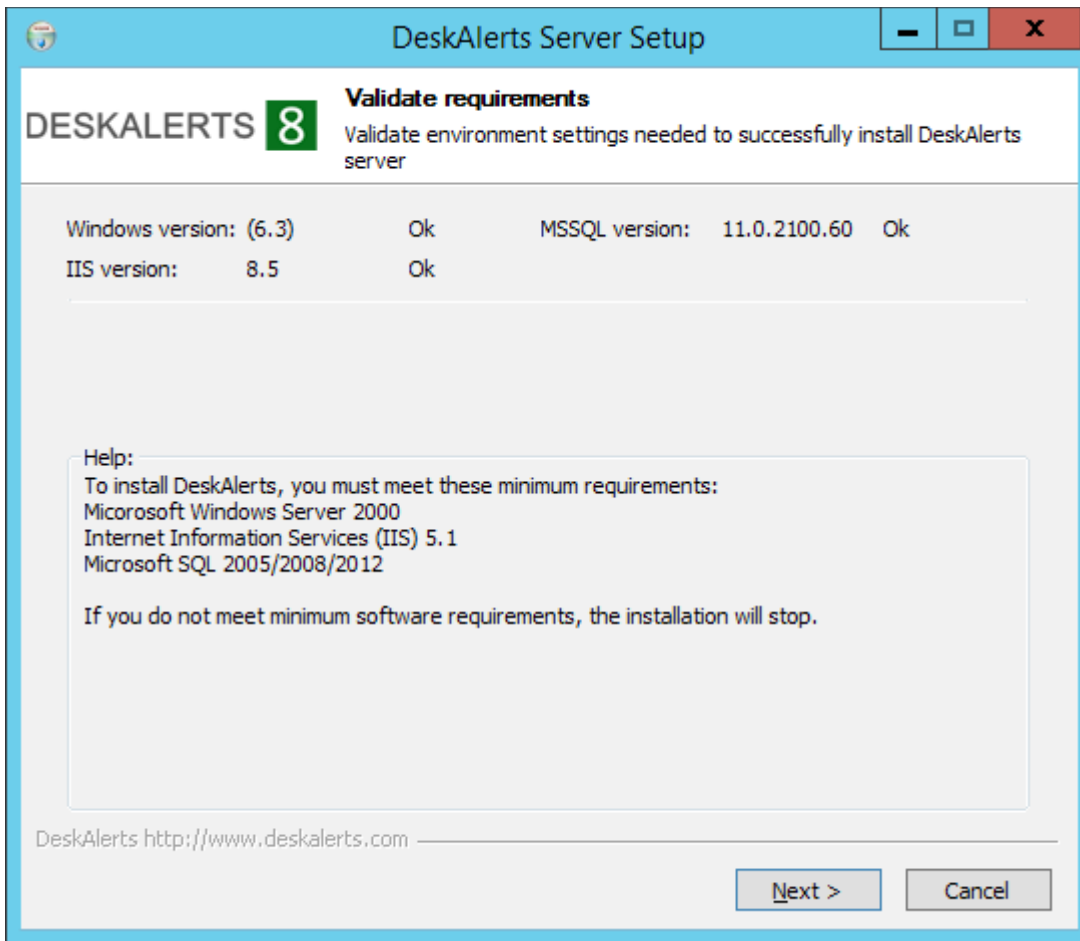 DeskAlerts Server Setup
DESKALERTS 8
Validate requirements
Validate environment settings needed to successfully install DeskAlerts
server
Windows version: (6.3) Ok MSSQL version: 11.0.2100.60 Ok
IIS version: 8.5 Ok
Help:
To install DeskAlerts, you must meet these minimum requirements:
Micorosoft Windows Server 2000
Internet Information Services (IIS) 5.1
Microsoft SQL 2005/2008/2012
If you do not meet minimum software requirements, the installation will stop.
DeskAlerts http://www.deskalerts.com
Next > Cancel